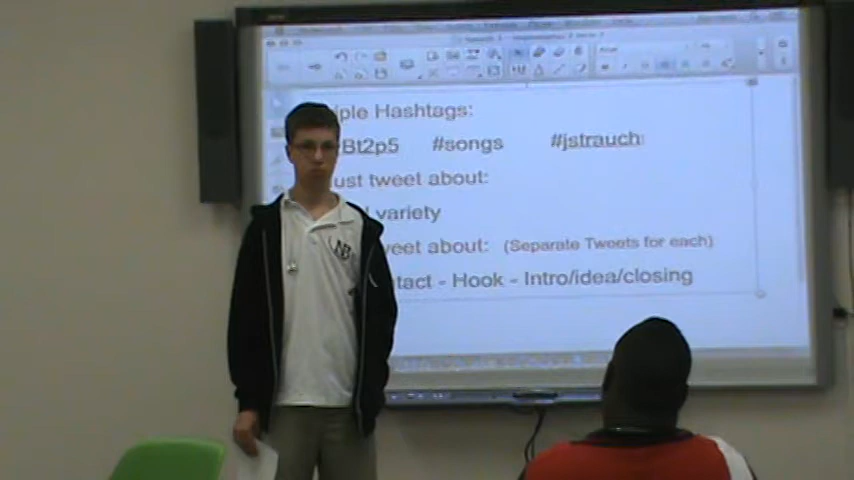 iple Hashtags:
Bt2p5 #songs #jstrauch
ust tweet about:
variety
weet about: (Separate Tweets for each)
tact - Hook - Intro/idea/closing